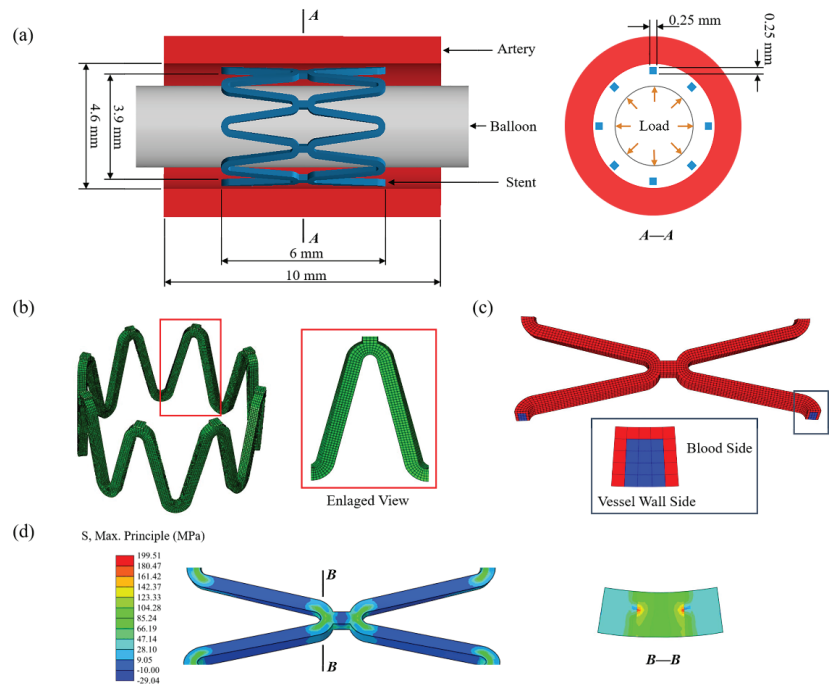 (a)
A
Artery
Balloon
Stent
4.6 mm
3.9 mm
A
6 mm
10 mm
0.25 mm
0.25 mm
Load
A—A
(b)
Enlaged View
(c)
Blood Side
Vessel Wall Side
(d)
S, Max. Principle (MPa)
199.51
180.47
161.42
142.37
123.33
104.28
85.24
66.19
47.14
28.10
9.05
-10.00
-29.04
B
B
B—B